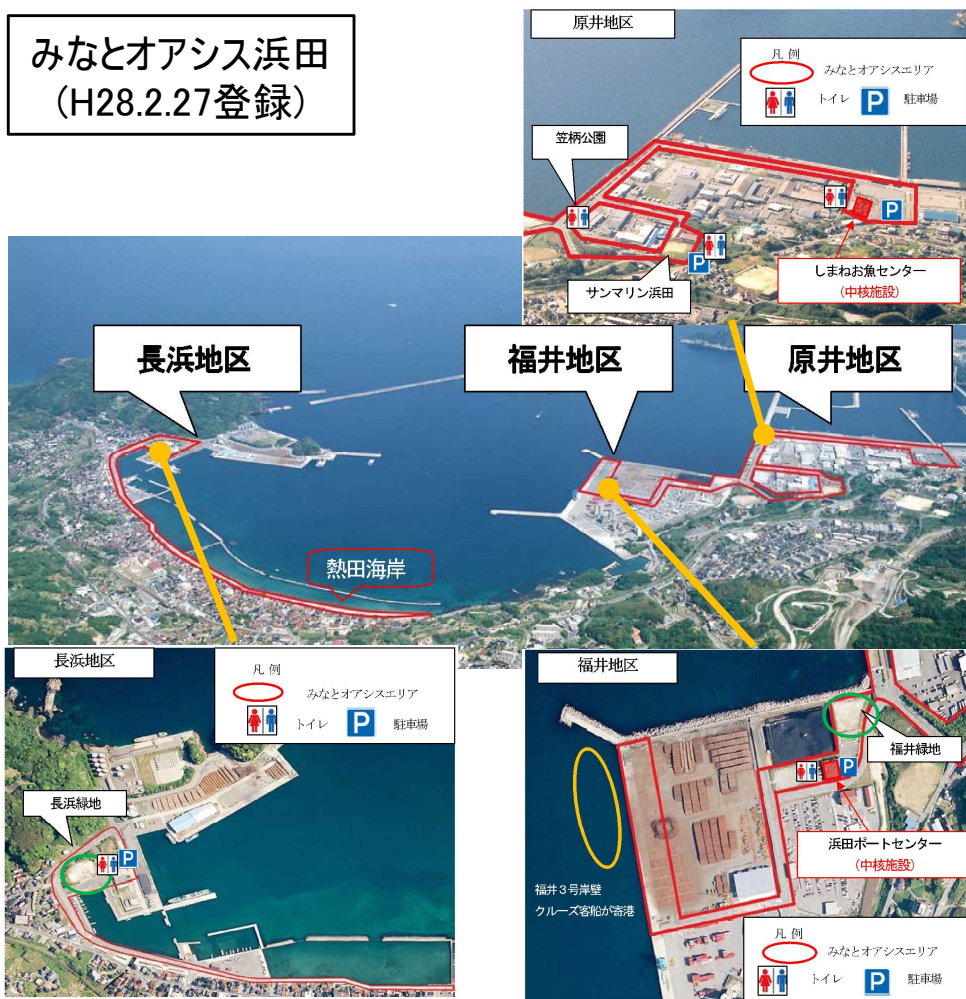 みなとオアシス浜田
(H28.2.27登録)
原井地区
凡 例
みなとオアシスエリア
トイレ P 駐車場
笠柄公園
P
P
サンマリン浜田
しまねお魚センター
(中核施設)
長浜地区
福井地区
原井地区
熱田海岸
長浜地区
凡 例
みなとオアシスエリア
トイレ P 駐車場
長浜緑地
P
福井地区
福井緑地
P
浜田ポートセンター
(中核施設)
福井3号岸壁
クルーズ客船が寄港
凡 例
みなとオアシスエリア
トイレ P 駐車場